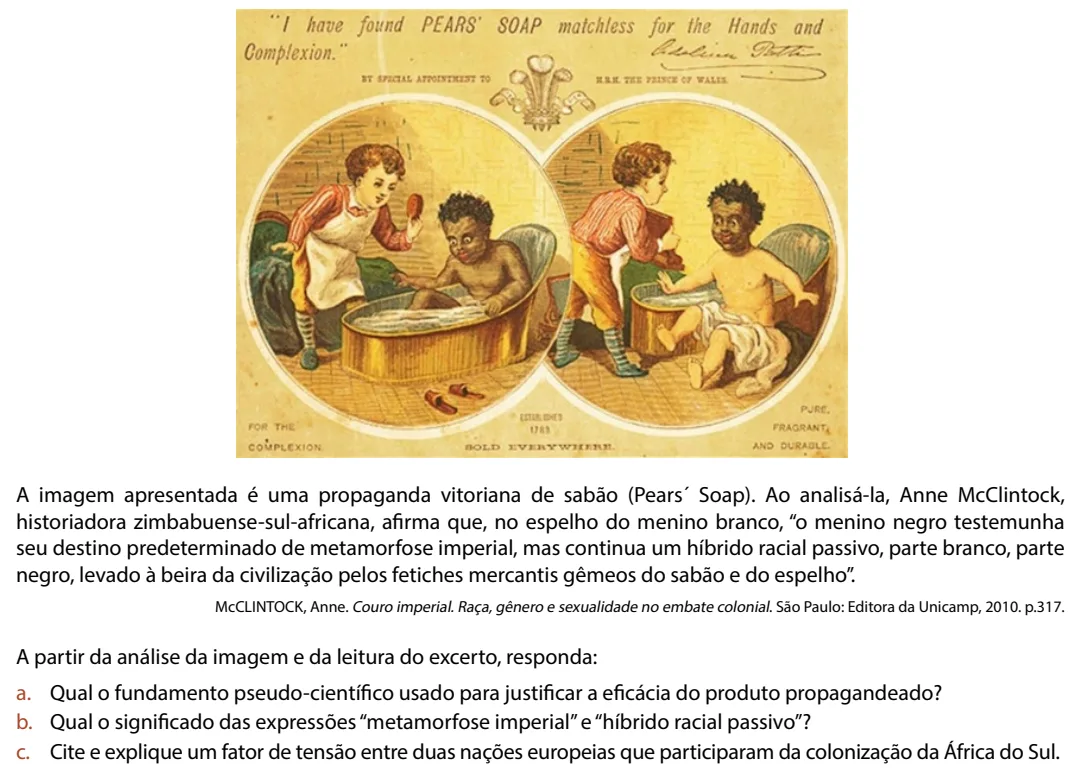 "I have found PEARS' SOAP matchless for the Hands and
Complexion."
Adelina Patti
BY SPECIAL APPOINTMENT TO H.R.H. THE PRINCE OF WALES.
FOR THE
COMPLEXION.
ESTABLISHED
1789
SOLD EVERYWHERE.
PURE,
FRAGRANT,
AND DURABLE.
A imagem apresentada é uma propaganda vitoriana de sabão (Pears´ Soap). Ao analisá-la, Anne McClintock,
historiadora zimbabuense-sul-africana, afirma que, no espelho do menino branco, “o menino negro testemunha
seu destino predeterminado de metamorfose imperial, mas continua um híbrido racial passivo, parte branco, parte
negro, levado à beira da civilização pelos fetiches mercantis gêmeos do sabão e do espelho”.
McCLINTOCK, Anne. Couro imperial. Raça, gênero e sexualidade no embate colonial. São Paulo: Editora da Unicamp, 2010. p.317.
A partir da análise da imagem e da leitura do excerto, responda:
a. Qual o fundamento pseudo-científico usado para justificar a eficácia do produto propagandeado?
b. Qual o significado das expressões “metamorfose imperial” e “híbrido racial passivo”?
c. Cite e explique um fator de tensão entre duas nações europeias que participaram da colonização da África do Sul.